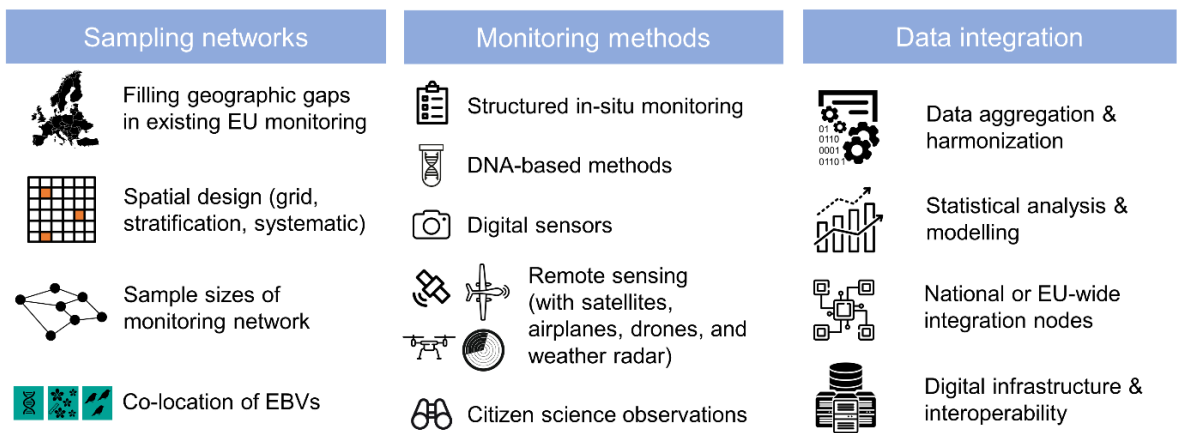 Sampling networks
Filling geographic gaps
in existing EU monitoring
Spatial design (grid,
stratification, systematic)
Sample sizes of
monitoring network
Co-location of EBVs
Monitoring methods
Structured in-situ monitoring
DNA-based methods
Digital sensors
Remote sensing
(with satellites,
airplanes, drones, and
weather radar)
Citizen science observations
Data integration
01
0110
0001
01101
Data aggregation &
harmonization
Statistical analysis &
modelling
National or EU-wide
integration nodes
Digital infrastructure &
interoperability